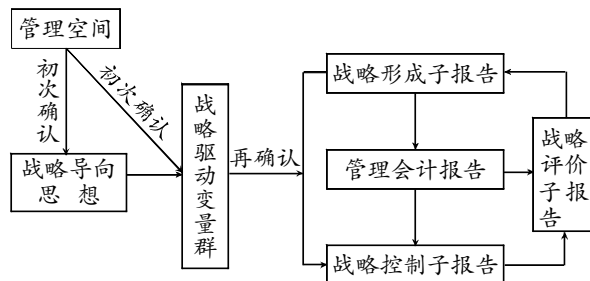 管理空间
初次确认
初次确认
战略导向
思 想
战略驱动变量群
再确认
战略形成子报告
管理会计报告
战略控制子报告
战略
评价
子报
告